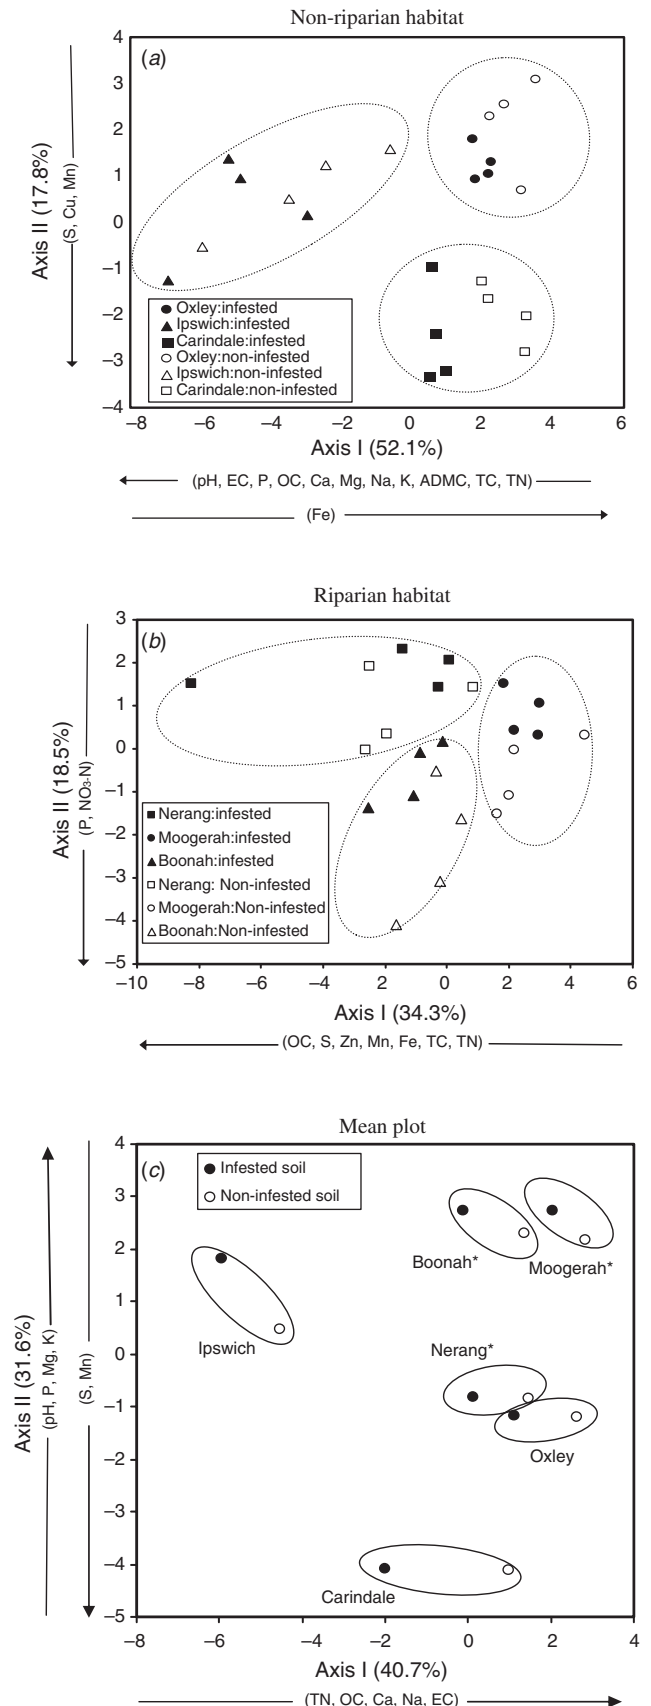 Non-riparian habitat
(a)
4
3
2
1
0
–1
–2
–3
–4
Axis II (17.8%)
(S, Cu, Mn)
Oxley:infested
Ipswich:infested
Carindale:infested
Oxley:non-infested
Ipswich:non-infested
Carindale:non-infested
–8 –6 –4 –2 0 2 4 6
Axis I (52.1%)
(pH, EC, P, OC, Ca, Mg, Na, K, ADMC, TC, TN)
(Fe)
Riparian habitat
(b)
3
2
1
0
–1
–2
–3
–4
–5
Axis II (18.5%)
(P, NO3-N)
Nerang:infested
Moogerah:infested
Boonah:infested
Nerang: Non-infested
Moogerah:Non-infested
Boonah:Non-infested
–10 –8 –6 –4 –2 0 2 4 6
Axis I (34.3%)
(OC, S, Zn, Mn, Fe, TC, TN)
Mean plot
(c)
4
3
2
1
0
–1
–2
–3
–4
–5
Axis II (31.6%)
(pH, P, Mg, K)
(S, Mn)
Infested soil
Non-infested soil
Boonah*
Moogerah*
Ipswich
Nerang*
Oxley
Carindale
–8 –6 –4 –2 0 2 4
Axis I (40.7%)
(TN, OC, Ca, Na, EC)